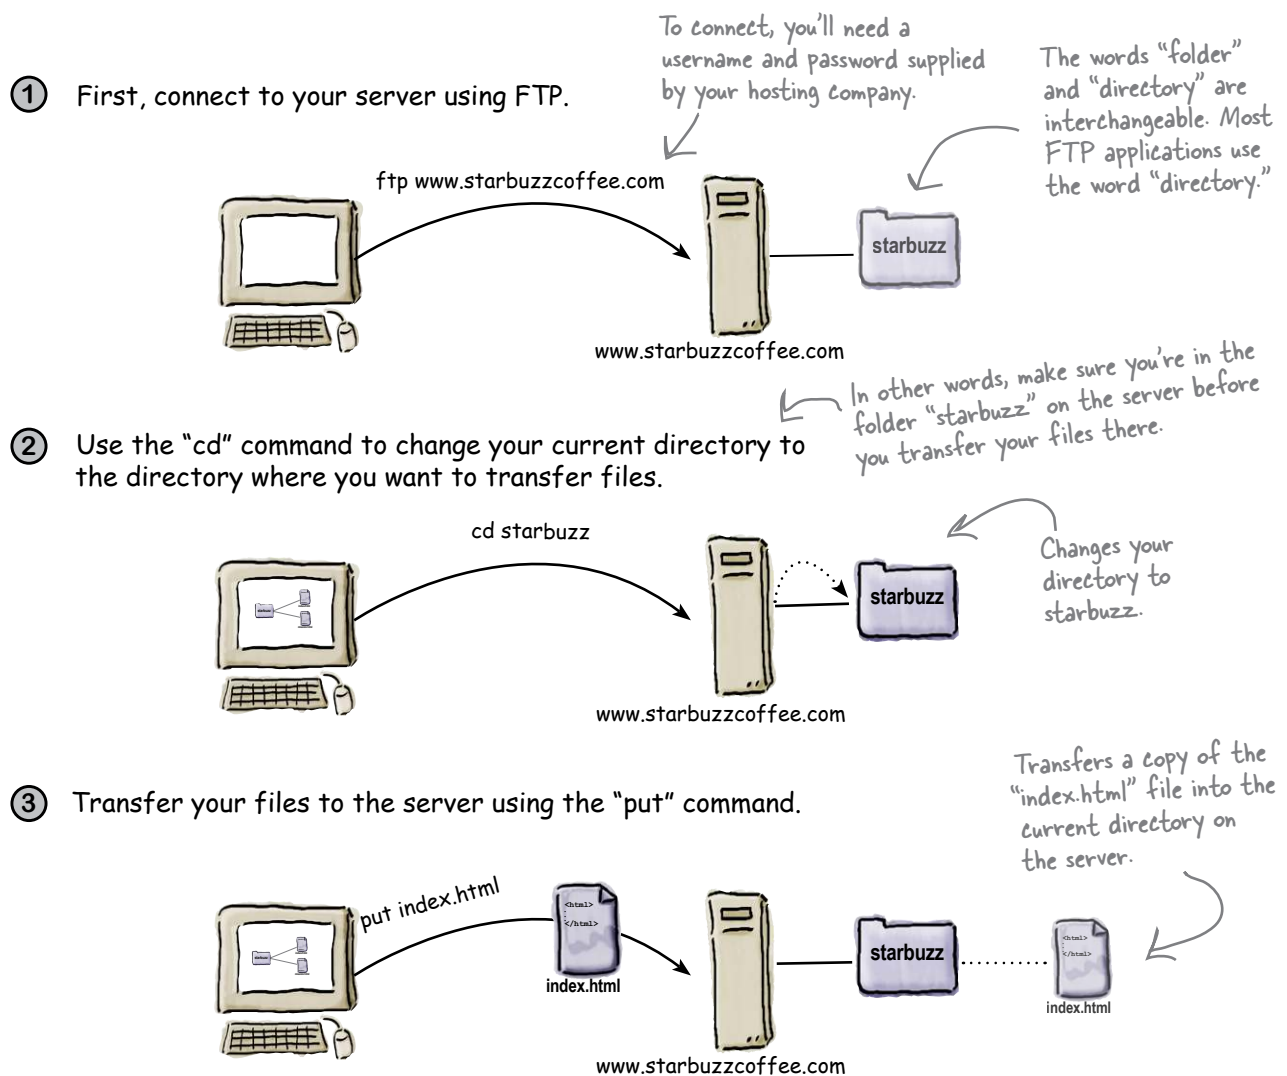 To connect, you'll need a
username and password supplied
by your hosting company.
The words “folder”
and “directory” are
interchangeable. Most
FTP applications use
the word “directory.”
1 First, connect to your server using FTP.
ftp www.starbuzzcoffee.com
starbuzz
www.starbuzzcoffee.com
In other words, make sure you're in the
folder “starbuzz” on the server before
you transfer your files there.
2 Use the “cd” command to change your current directory to
the directory where you want to transfer files.
cd starbuzz
Changes your
directory to
starbuzz.
starbuzz
www.starbuzzcoffee.com
3 Transfer your files to the server using the “put” command.
Transfers a copy of the
“index.html” file into the
current directory on
the server.
put index.html
<html>
</html>
index.html
starbuzz
<html>
</html>
index.html
www.starbuzzcoffee.com